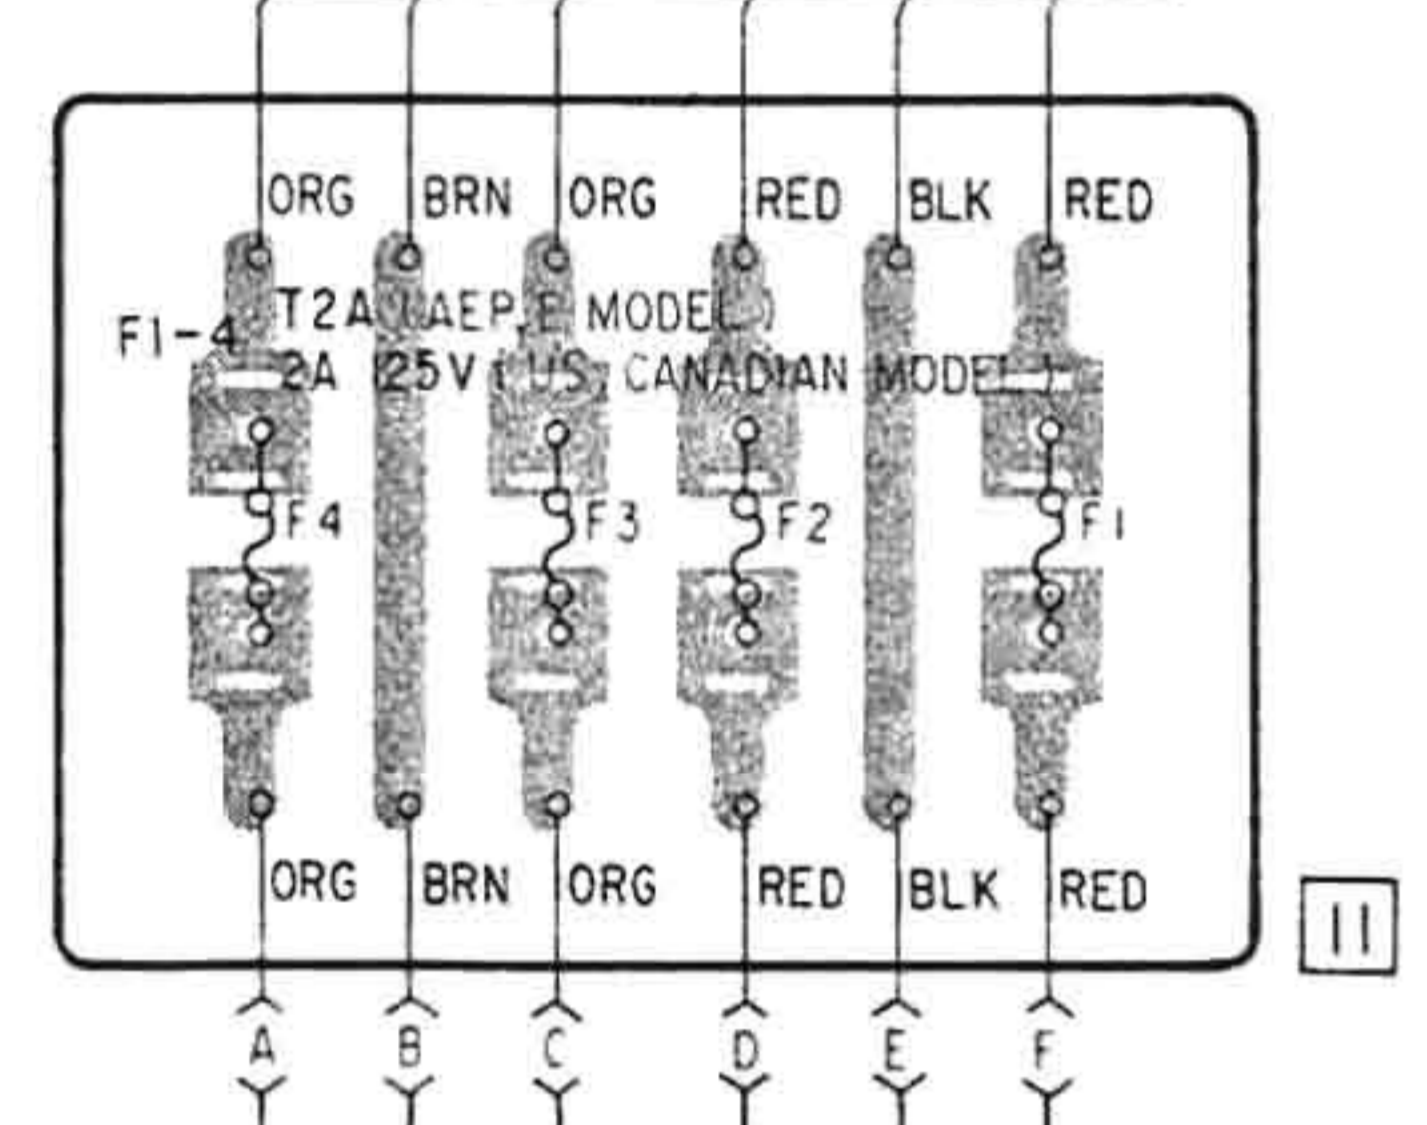 ORG BRN ORG RED BLK RED
T2A (AEP,E MODEL)
F1-4
2A 125V (US, CANADIAN MODEL)
F4 F3 F2 F1
ORG BRN ORG RED BLK RED
11
A B C D E F